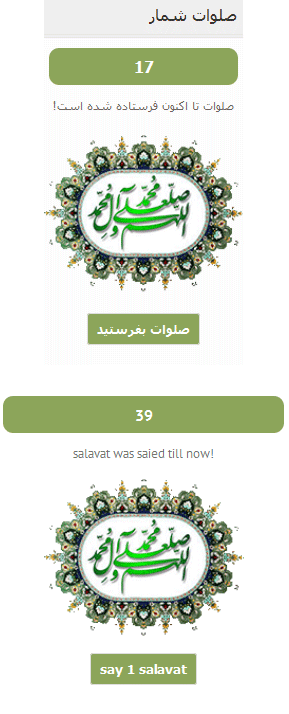 صلوات شمار
17
صلوات تا اکنون فرستاده شده است!
اللهم صل علی محمد و آل محمد
صلوات بفرستید
39
salavat was saied till now!
اللهم صل علی محمد و آل محمد
say 1 salavat